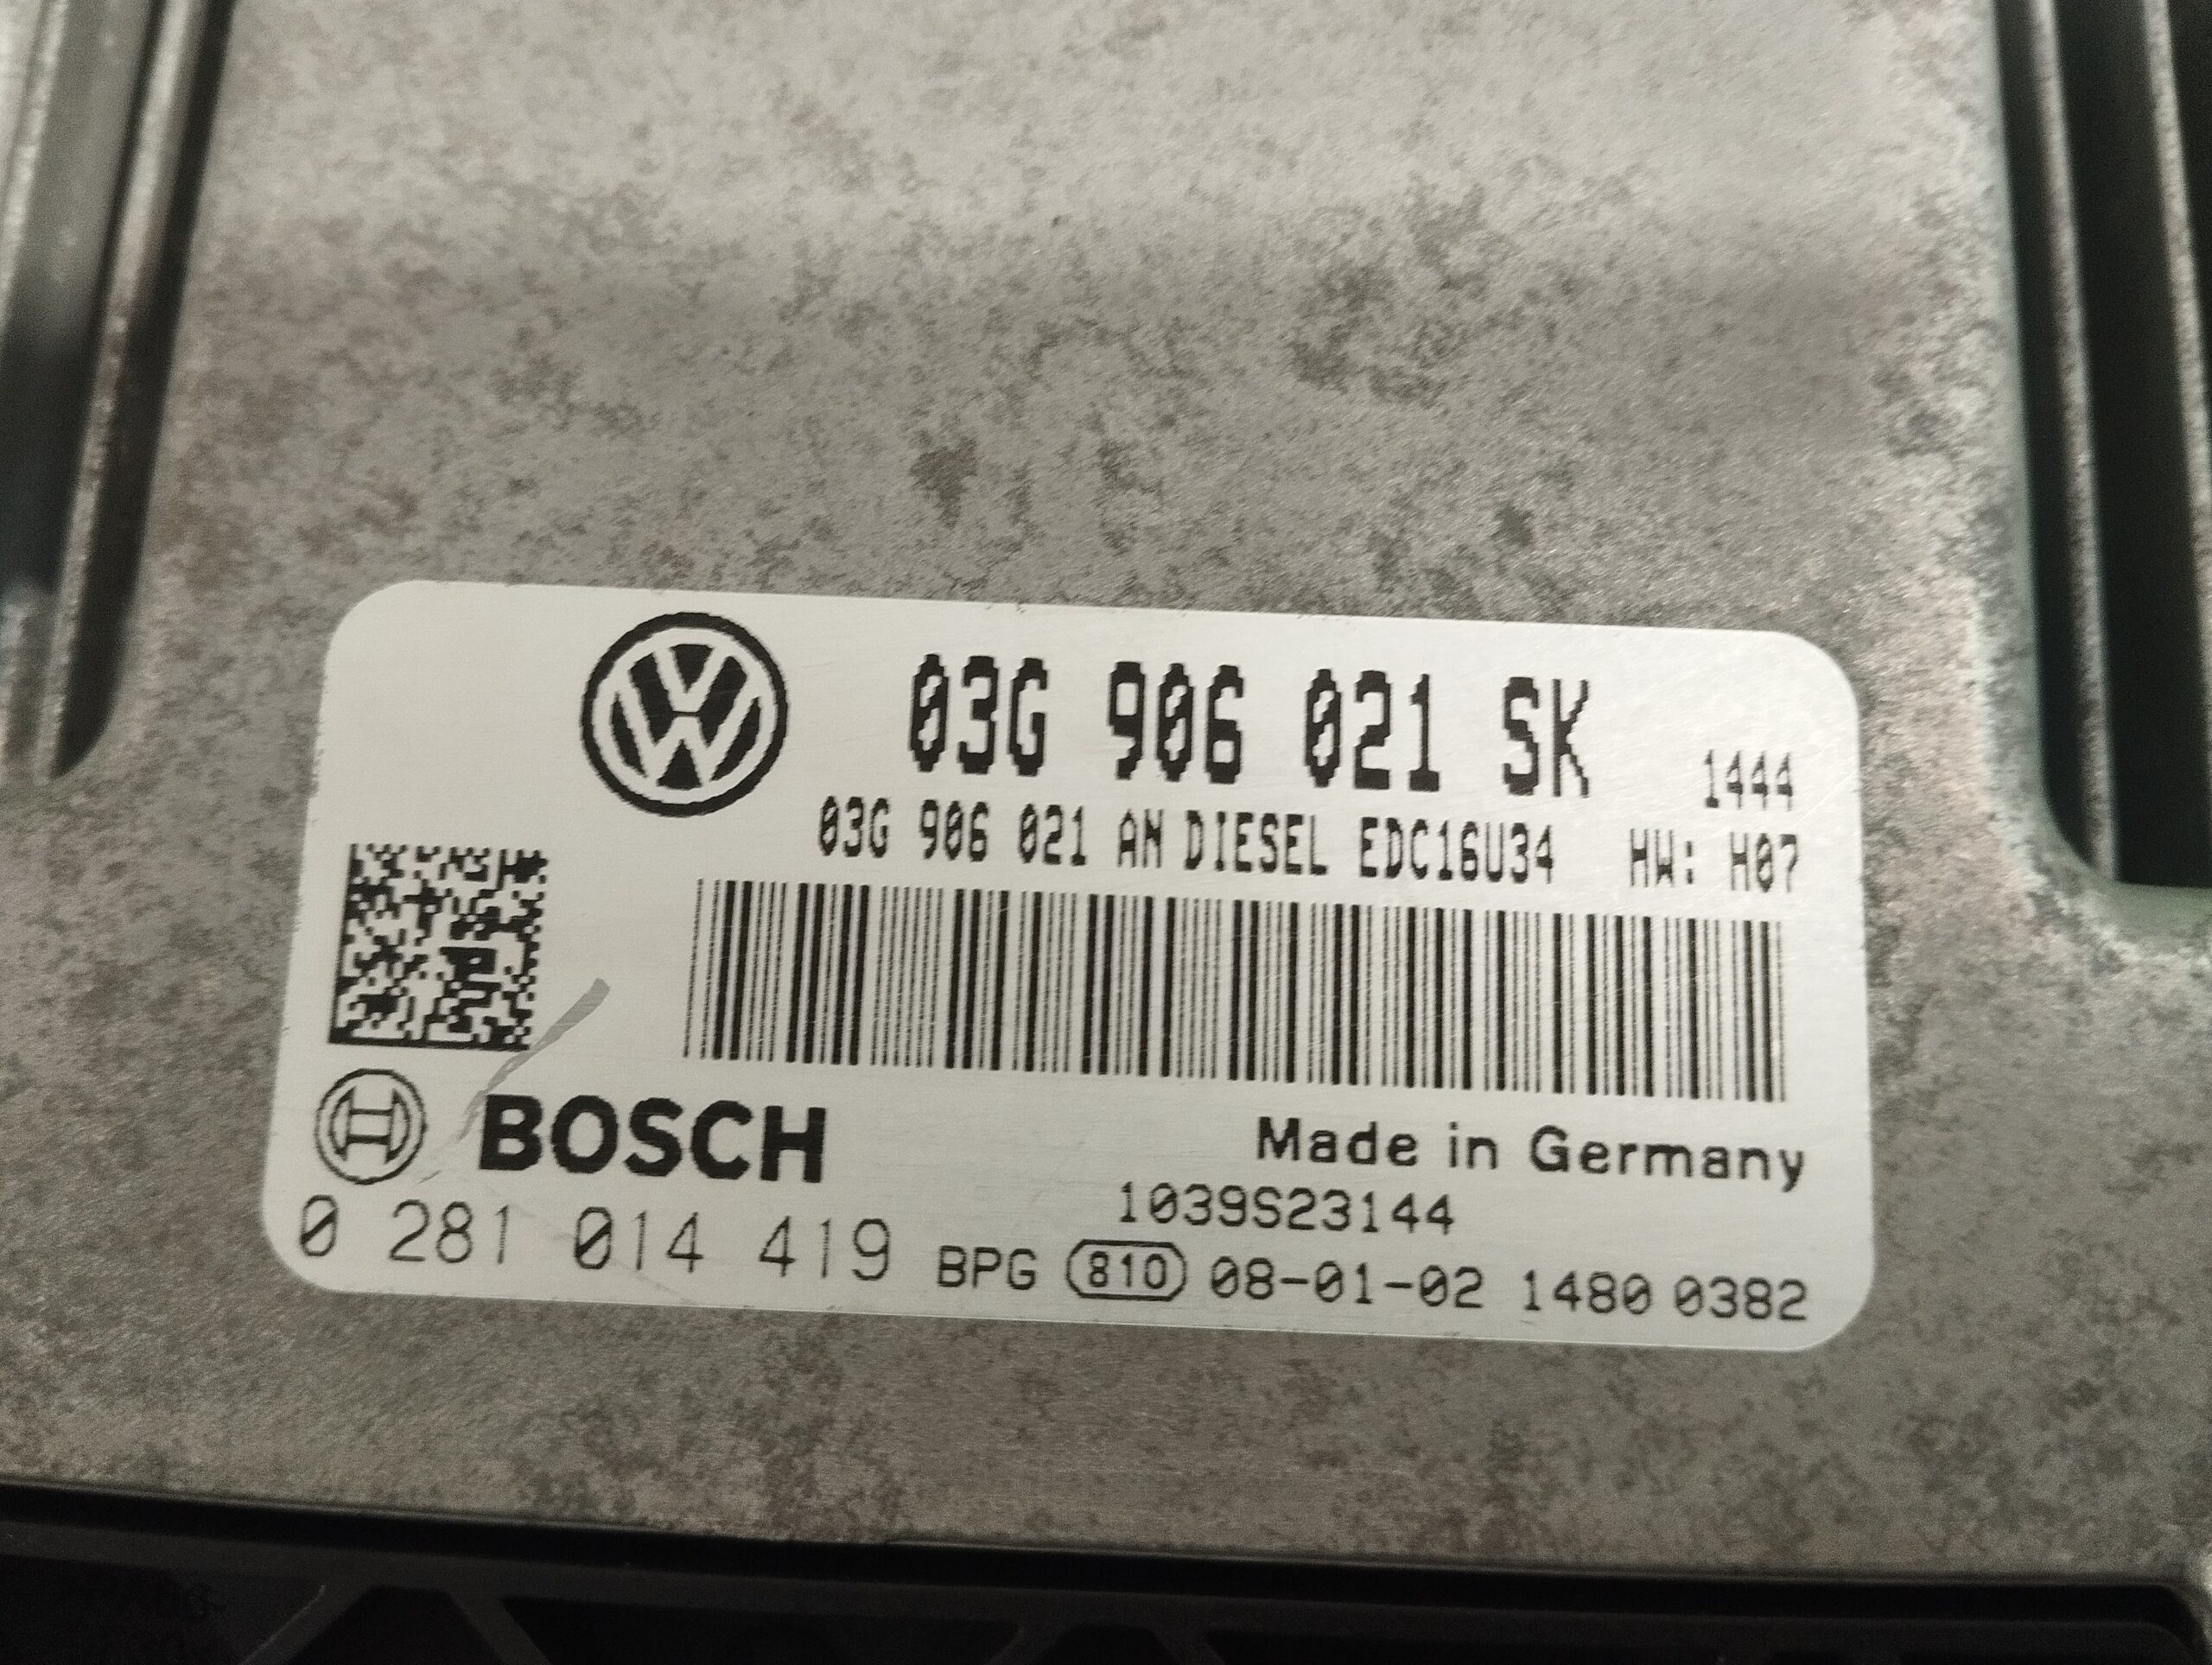 03G 906 021 SK
1444
03G 906 021 AN DIESEL EDC16U34 HW: H07
BOSCH
Made in Germany
1039S23144
0 281 014 419 BPG 810 08-01-02 1480 0382